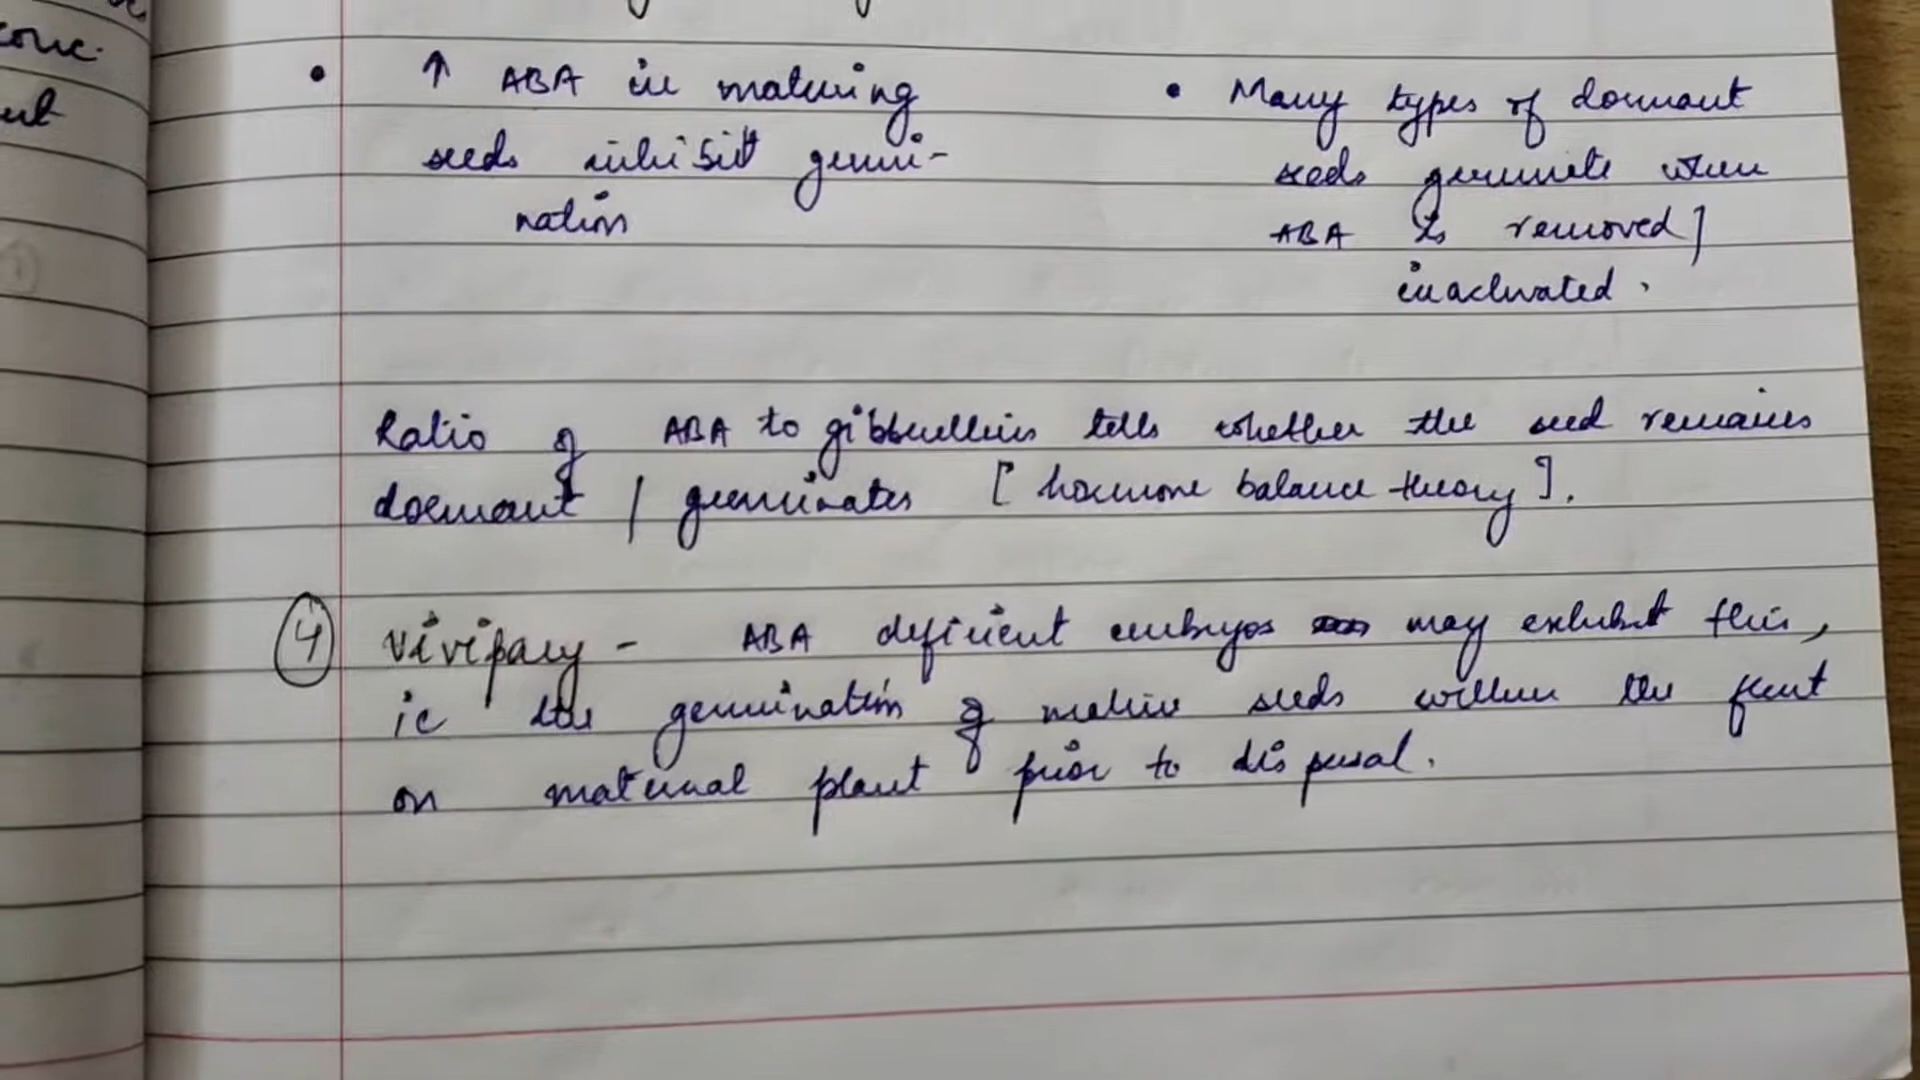 conc.
• ↑ ABA in maturing
seeds inhibit germi-
nation
• Many types of dormant
seeds germinate when
ABA is removed /
inactivated.
Ratio of ABA to gibberellins tells whether the seed remains
dormant / germinates [ hormone balance theory ].
④ Vivipary - ABA deficient embryos may exhibit this,
ie the germination of mature seeds within the fruit
on maternal plant prior to dispersal.